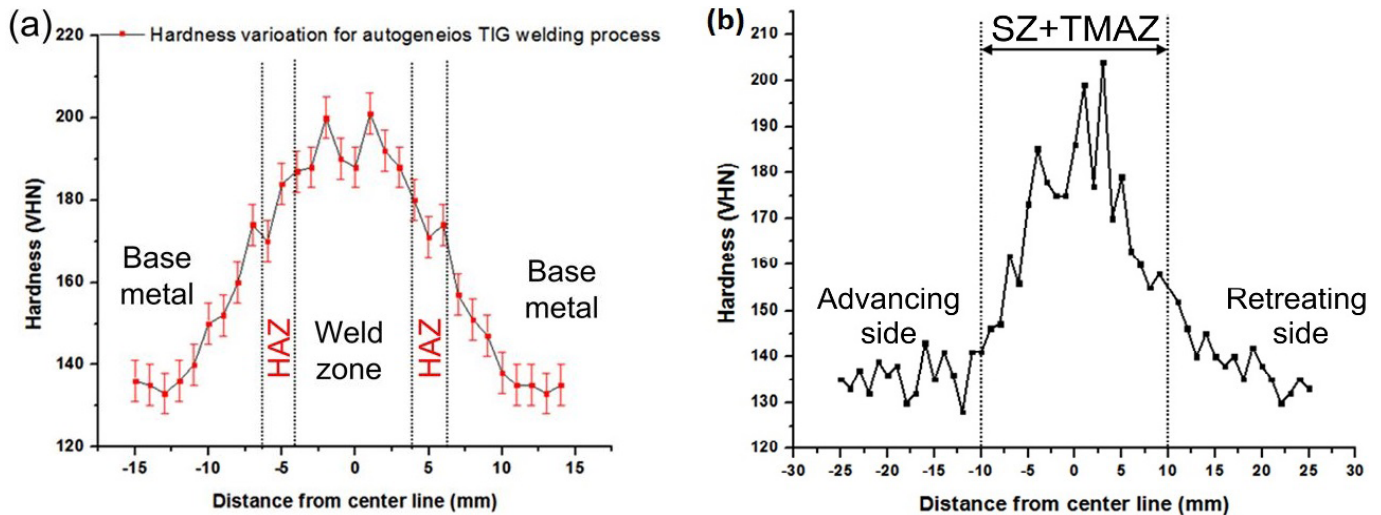 (a)
Hardness varioation for autogeneios TIG welding process
220
200
180
160
140
120
Hardness (VHN)
Base
metal
HAZ
Weld
zone
HAZ
Base
metal
-15 -10 -5 0 5 10 15
Distance from center line (mm)
(b)
SZ+TMAZ
210
200
190
180
170
160
150
140
130
120
Hardness (VHN)
Advancing
side
Retreating
side
-30 -25 -20 -15 -10 -5 0 5 10 15 20 25 30
Distance from center line (mm)